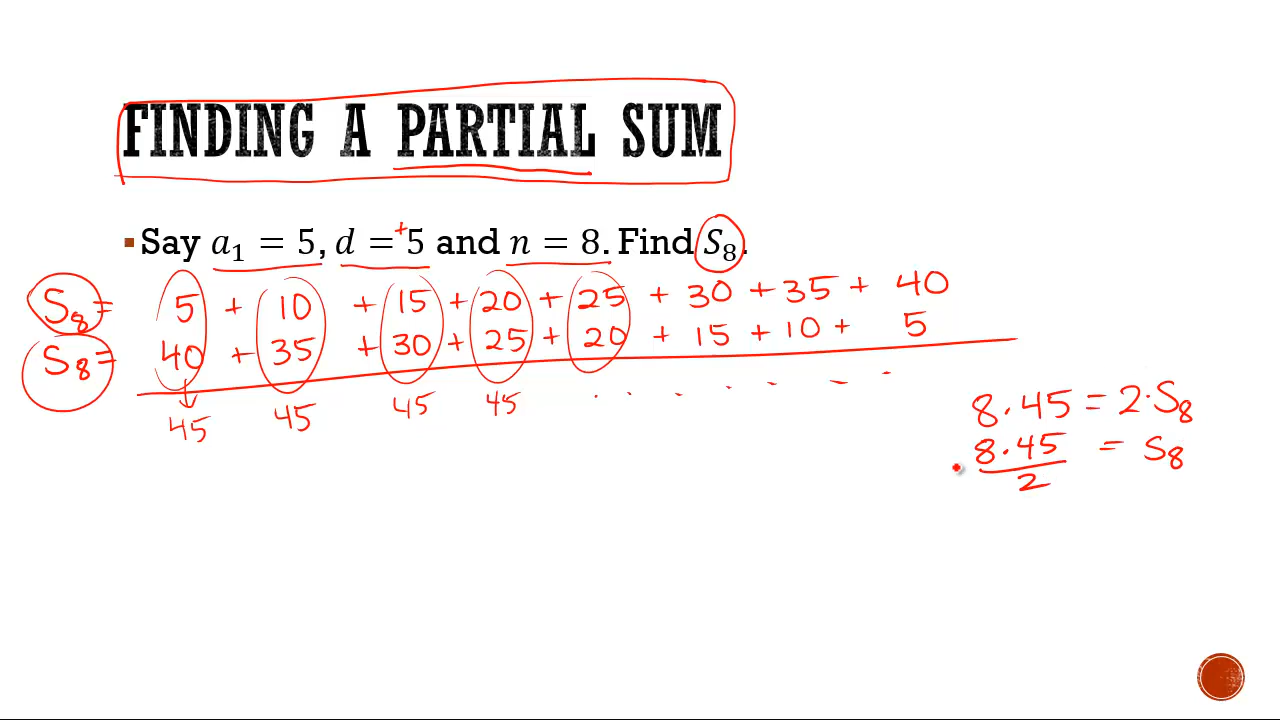 FINDING A PARTIAL SUM
▪ Say a₁ = 5, d = +5 and n = 8. Find S₈.
S₈ = 5 + 10 + 15 + 20 + 25 + 30 + 35 + 40
S₈ = 40 + 35 + 30 + 25 + 20 + 15 + 10 + 5
45 45 45 45 . . . . . .
8 · 45 = 2 · S₈
8 · 45 = S₈
2